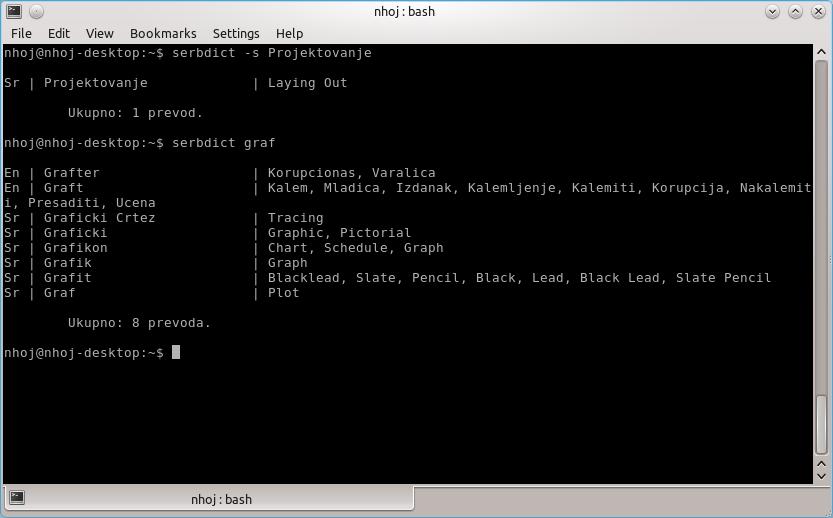 nhoj : bash
File Edit View Bookmarks Settings Help
nhoj@nhoj-desktop:~$ serbdict -s Projektovanje
Sr | Projektovanje | Laying Out
Ukupno: 1 prevod.
nhoj@nhoj-desktop:~$ serbdict graf
En | Grafter | Korupcionas, Varalica
En | Graft | Kalem, Mladica, Izdanak, Kalemljenje, Kalemiti, Korupcija, Nakalemit
i, Presaditi, Ucena
Sr | Graficki Crtez | Tracing
Sr | Graficki | Graphic, Pictorial
Sr | Grafikon | Chart, Schedule, Graph
Sr | Grafik | Graph
Sr | Grafit | Blacklead, Slate, Pencil, Black, Lead, Black Lead, Slate Pencil
Sr | Graf | Plot
Ukupno: 8 prevoda.
nhoj@nhoj-desktop:~$
nhoj : bash